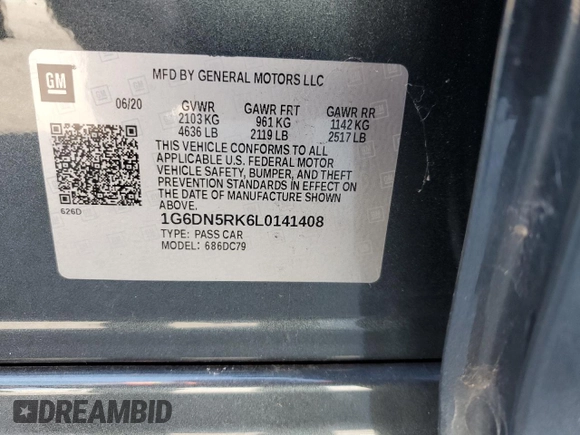 GM
MFD BY GENERAL MOTORS LLC
06/20
GVWR GAWR FRT GAWR RR
2103 KG 961 KG 1142 KG
4636 LB 2119 LB 2517 LB
THIS VEHICLE CONFORMS TO ALL
APPLICABLE U.S. FEDERAL MOTOR
VEHICLE SAFETY, BUMPER, AND THEFT
PREVENTION STANDARDS IN EFFECT ON
THE DATE OF MANUFACTURE SHOWN
ABOVE.
626D
1G6DN5RK6L0141408
TYPE: PASS CAR
MODEL: 686DC79
DREAMBID